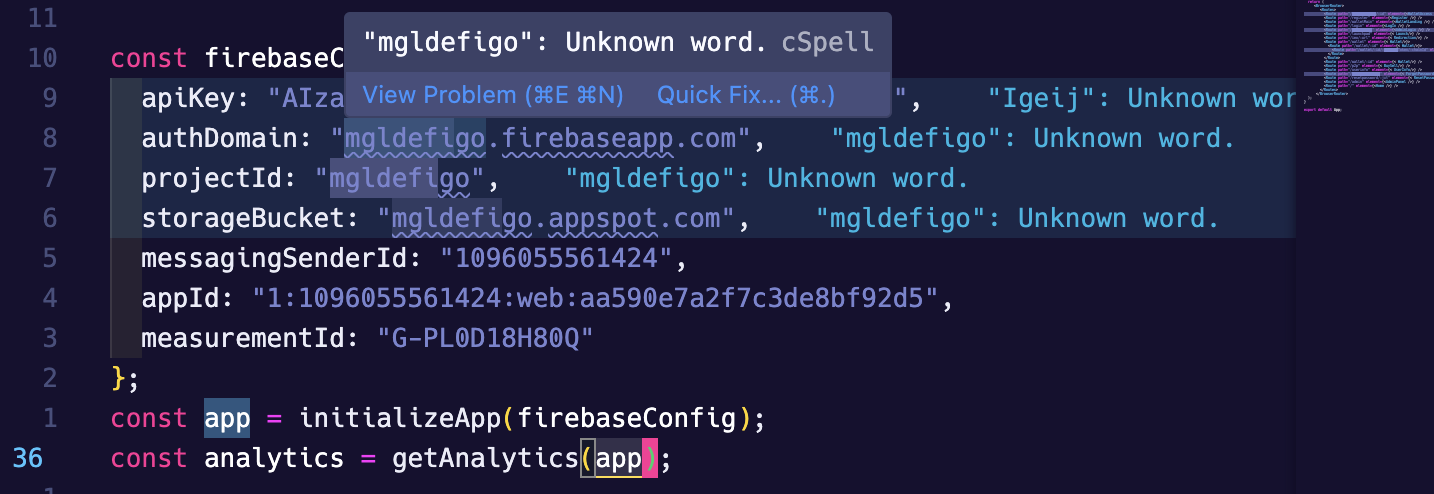 11
"mgldefigo": Unknown word. cSpell
10 const firebaseC
View Problem (⌘E ⌘N) Quick Fix... (⌘.)
9 apiKey: "AIza ", "Igeij": Unknown wor
8 authDomain: "mgldefigo.firebaseapp.com", "mgldefigo": Unknown word.
7 projectId: "mgldefigo", "mgldefigo": Unknown word.
6 storageBucket: "mgldefigo.appspot.com", "mgldefigo": Unknown word.
5 messagingSenderId: "1096055561424",
4 appId: "1:1096055561424:web:aa590e7a2f7c3de8bf92d5",
3 measurementId: "G-PL0D18H80Q"
2 };
1 const app = initializeApp(firebaseConfig);
36 const analytics = getAnalytics(app);
1